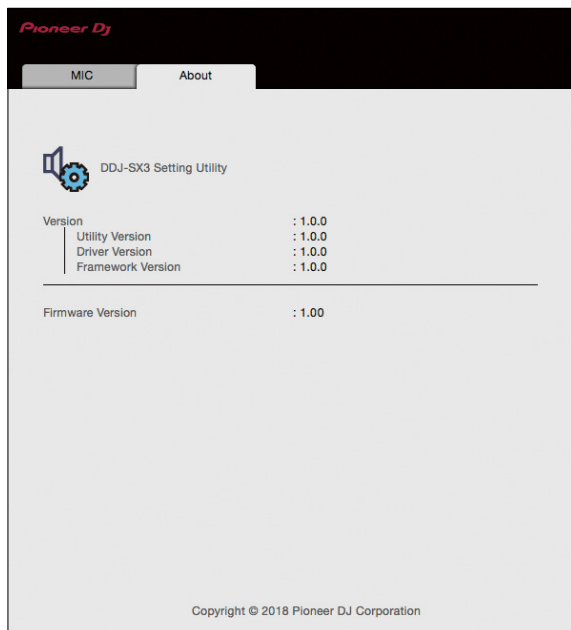 Pioneer Dj
MIC About
DDJ-SX3 Setting Utility
Version : 1.0.0
Utility Version : 1.0.0
Driver Version : 1.0.0
Framework Version : 1.0.0
Firmware Version : 1.00
Copyright © 2018 Pioneer DJ Corporation